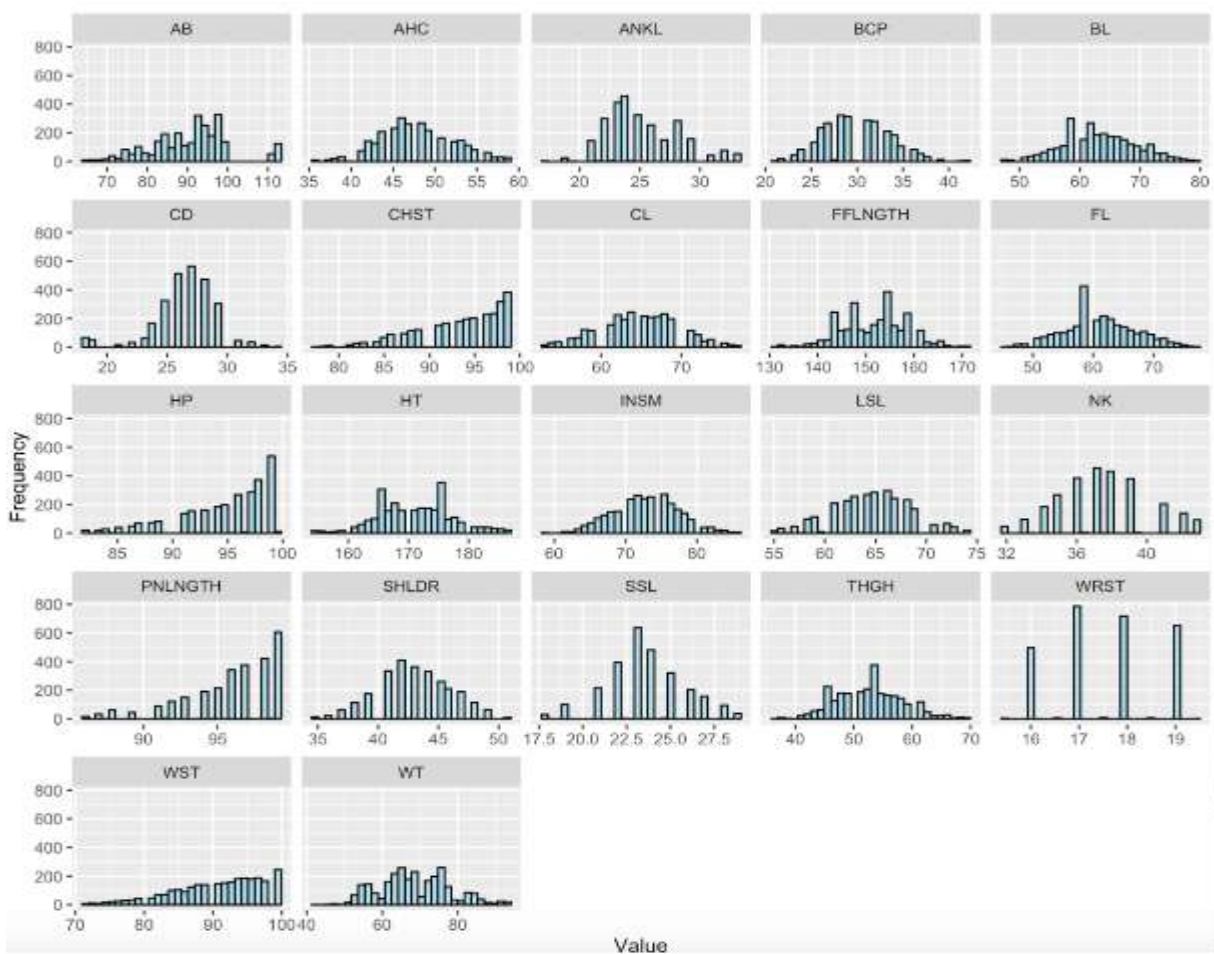 AB AHC ANKL BCP BL
800
600
400
200
0
70 80 90 100 110 35 40 45 50 55 60 20 25 30 20 25 30 35 40 50 60 70 80
CD CHST CL FFLNGTH FL
800
600
400
200
0
20 25 30 35 80 85 90 95 100 60 70 130 140 150 160 170 45 60 70
HP HT INSM LSL NK
800
600
400
200
0
85 90 95 100 160 170 180 60 70 80 55 60 65 70 75 32 36 40
Frequency
PNLNGTH SHLDR SSL THGH WRST
800
600
400
200
0
90 95 35 40 45 50 17.5 20.0 22.5 25.0 27.5 40 50 60 70 16 17 18 19
WST WT
800
600
400
200
0
70 80 90 100 40 60 80
Value